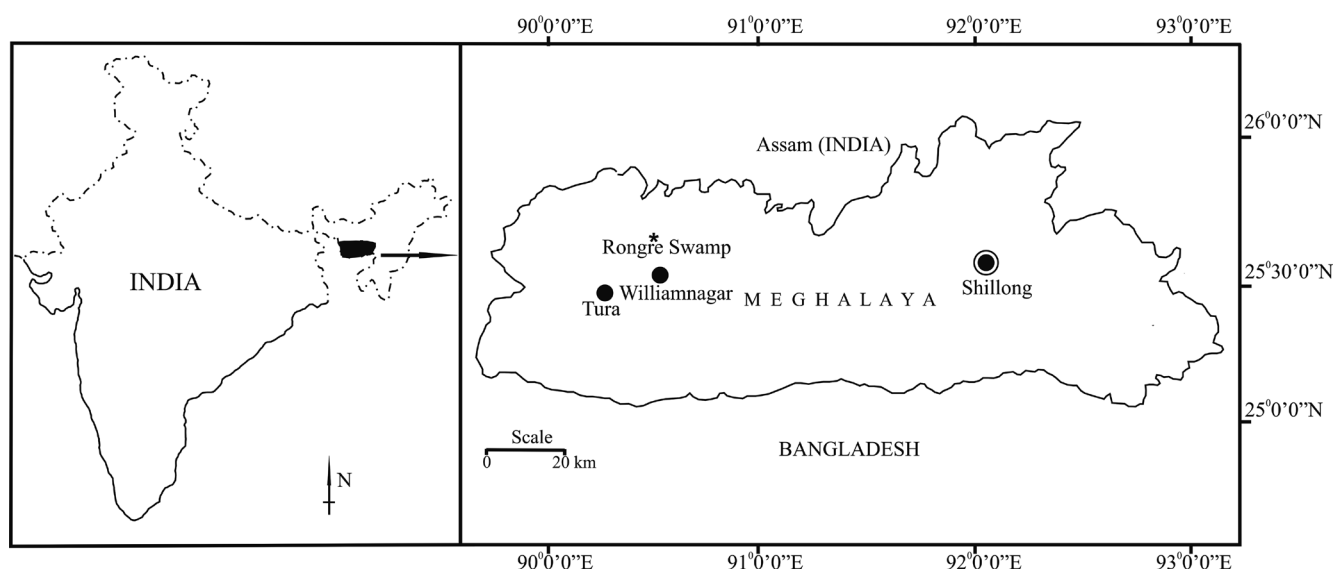 90⁰0'0"E 91⁰0'0"E 92⁰0'0"E 93⁰0'0"E
26⁰0'0"N
Assam (INDIA)
Rongre Swamp
INDIA
Shillong
25⁰30'0"N
Williamnagar
MEGHALAYA
Tura
25⁰0'0"N
Scale
0 20 km
BANGLADESH
N
90⁰0'0"E 91⁰0'0"E 92⁰0'0"E 93⁰0'0"E